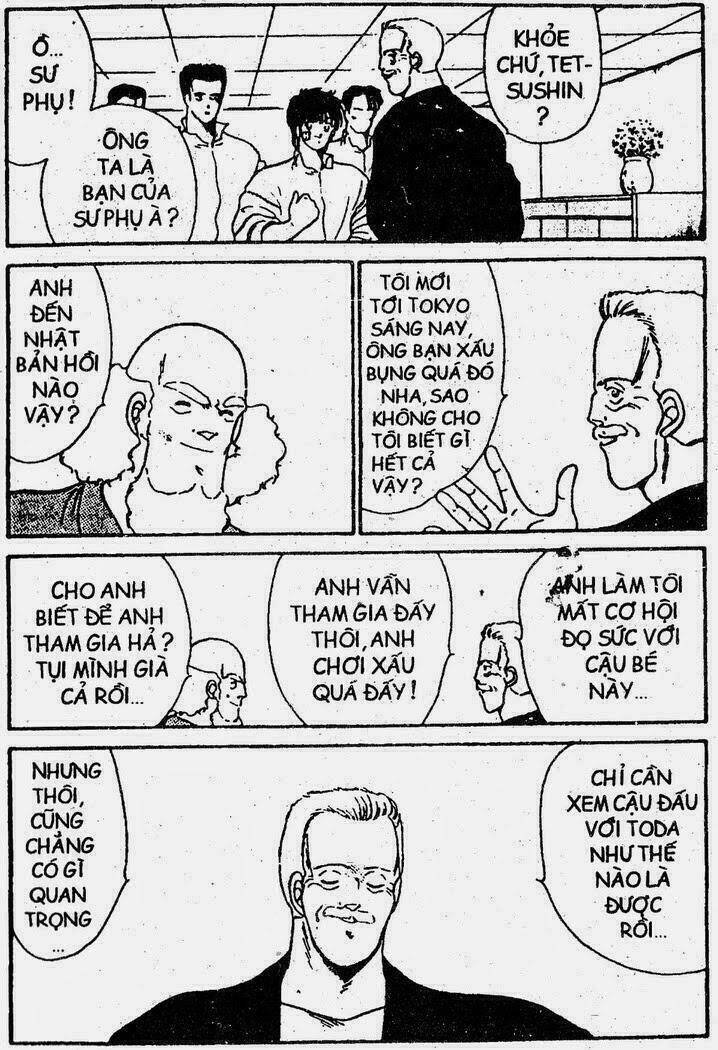 Ồ...
SƯ
PHỤ!
ÔNG
TA LÀ
BẠN CỦA
SƯ PHỤ À?
KHỎE
CHỨ, TET-
SUSHIN
?
ANH
ĐẾN
NHẬT
BẢN HỒI
NÀO
VẬY?
TÔI MỚI
TỚI TOKYO
SÁNG NAY,
ÔNG BẠN XẤU
BỤNG QUÁ ĐÓ
NHA, SAO
KHÔNG CHO
TÔI BIẾT GÌ
HẾT CẢ
VẬY?
CHO ANH
BIẾT ĐỂ ANH
THAM GIA HẢ?
TỤI MÌNH GIÀ
CẢ RỒI...
ANH VẪN
THAM GIA ĐẤY
THÔI, ANH
CHƠI XẤU
QUÁ ĐẤY!
ANH LÀM TÔI
MẤT CƠ HỘI
ĐỌ SỨC VỚI
CẬU BÉ
NÀY...
NHƯNG
THÔI,
CŨNG
CHẲNG
CÓ GÌ
QUAN
TRỌNG
...
CHỈ CẦN
XEM CẬU ĐẤU
VỚI TODA
NHƯ THẾ
NÀO LÀ
ĐƯỢC
RỒI...